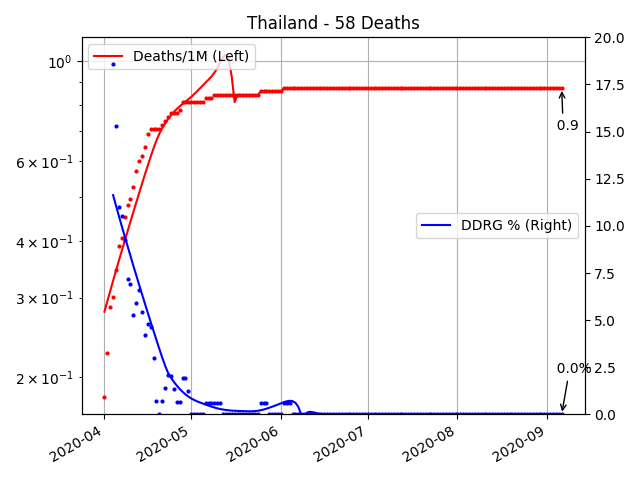 Thailand - 58 Deaths
Deaths/1M (Left)
DDRG % (Right)
10⁰
6 × 10⁻¹
4 × 10⁻¹
3 × 10⁻¹
2 × 10⁻¹
20.0
17.5
15.0
12.5
10.0
7.5
5.0
2.5
0.0
0.9
0.0%
2020-04
2020-05
2020-06
2020-07
2020-08
2020-09